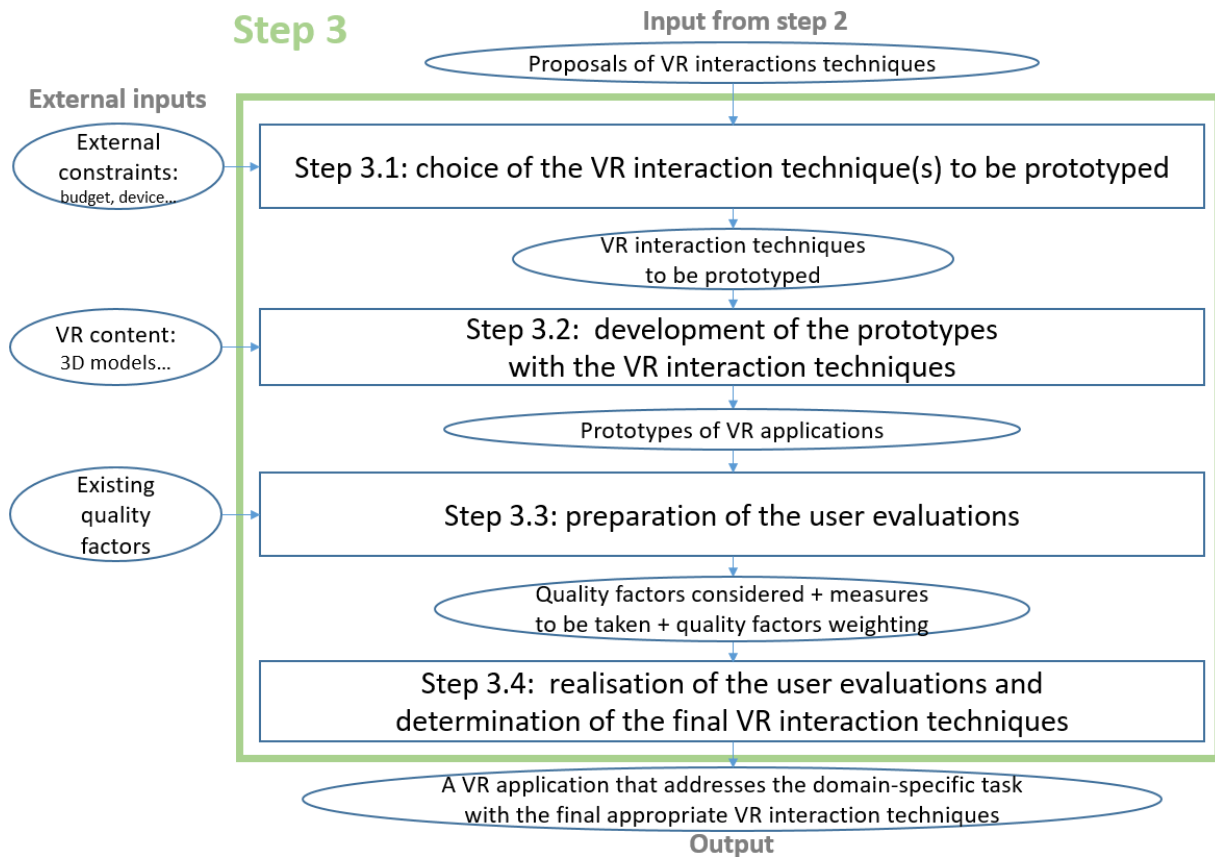 Step 3
Input from step 2
Proposals of VR interactions techniques
External inputs
External
constraints:
budget, device...
Step 3.1: choice of the VR interaction technique(s) to be prototyped
VR interaction techniques
to be prototyped
VR content:
3D models...
Step 3.2:  development of the prototypes
with the VR interaction techniques
Prototypes of VR applications
Existing
quality
factors
Step 3.3: preparation of the user evaluations
Quality factors considered + measures
to be taken + quality factors weighting
Step 3.4:  realisation of the user evaluations and
determination of the final VR interaction techniques
A VR application that addresses the domain-specific task
with the final appropriate VR interaction techniques
Output